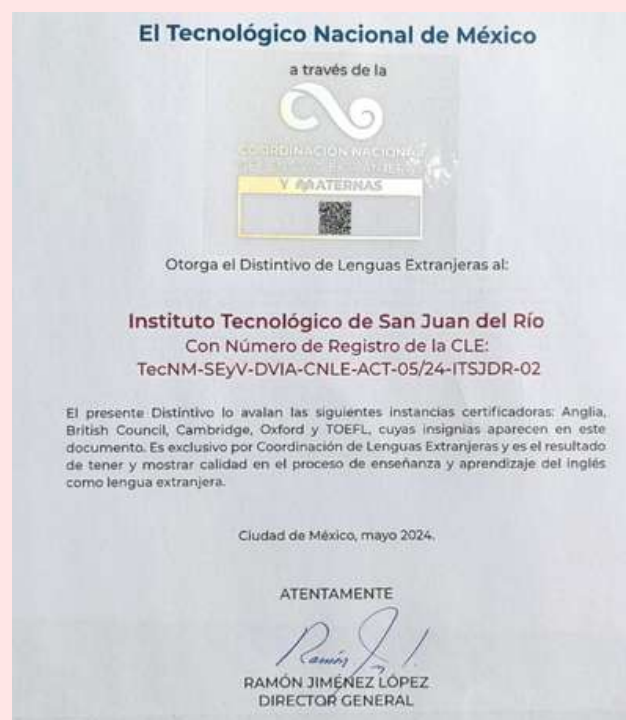 El Tecnológico Nacional de México
a través de la
COORDINACIÓN NACIONAL
Y MATERNAS
Otorga el Distintivo de Lenguas Extranjeras al:
Instituto Tecnológico de San Juan del Río
Con Número de Registro de la CLE:
TecNM-SEyV-DVIA-CNLE-ACT-05/24-ITSJDR-02
El presente Distintivo lo avalan las siguientes instancias certificadoras: Anglia,
British Council, Cambridge, Oxford y TOEFL, cuyas insignias aparecen en este
documento. Es exclusivo por Coordinación de Lenguas Extranjeras y es el resultado
de tener y mostrar calidad en el proceso de enseñanza y aprendizaje del inglés
como lengua extranjera.
Ciudad de México, mayo 2024.
ATENTAMENTE
RAMÓN JIMÉNEZ LÓPEZ
DIRECTOR GENERAL